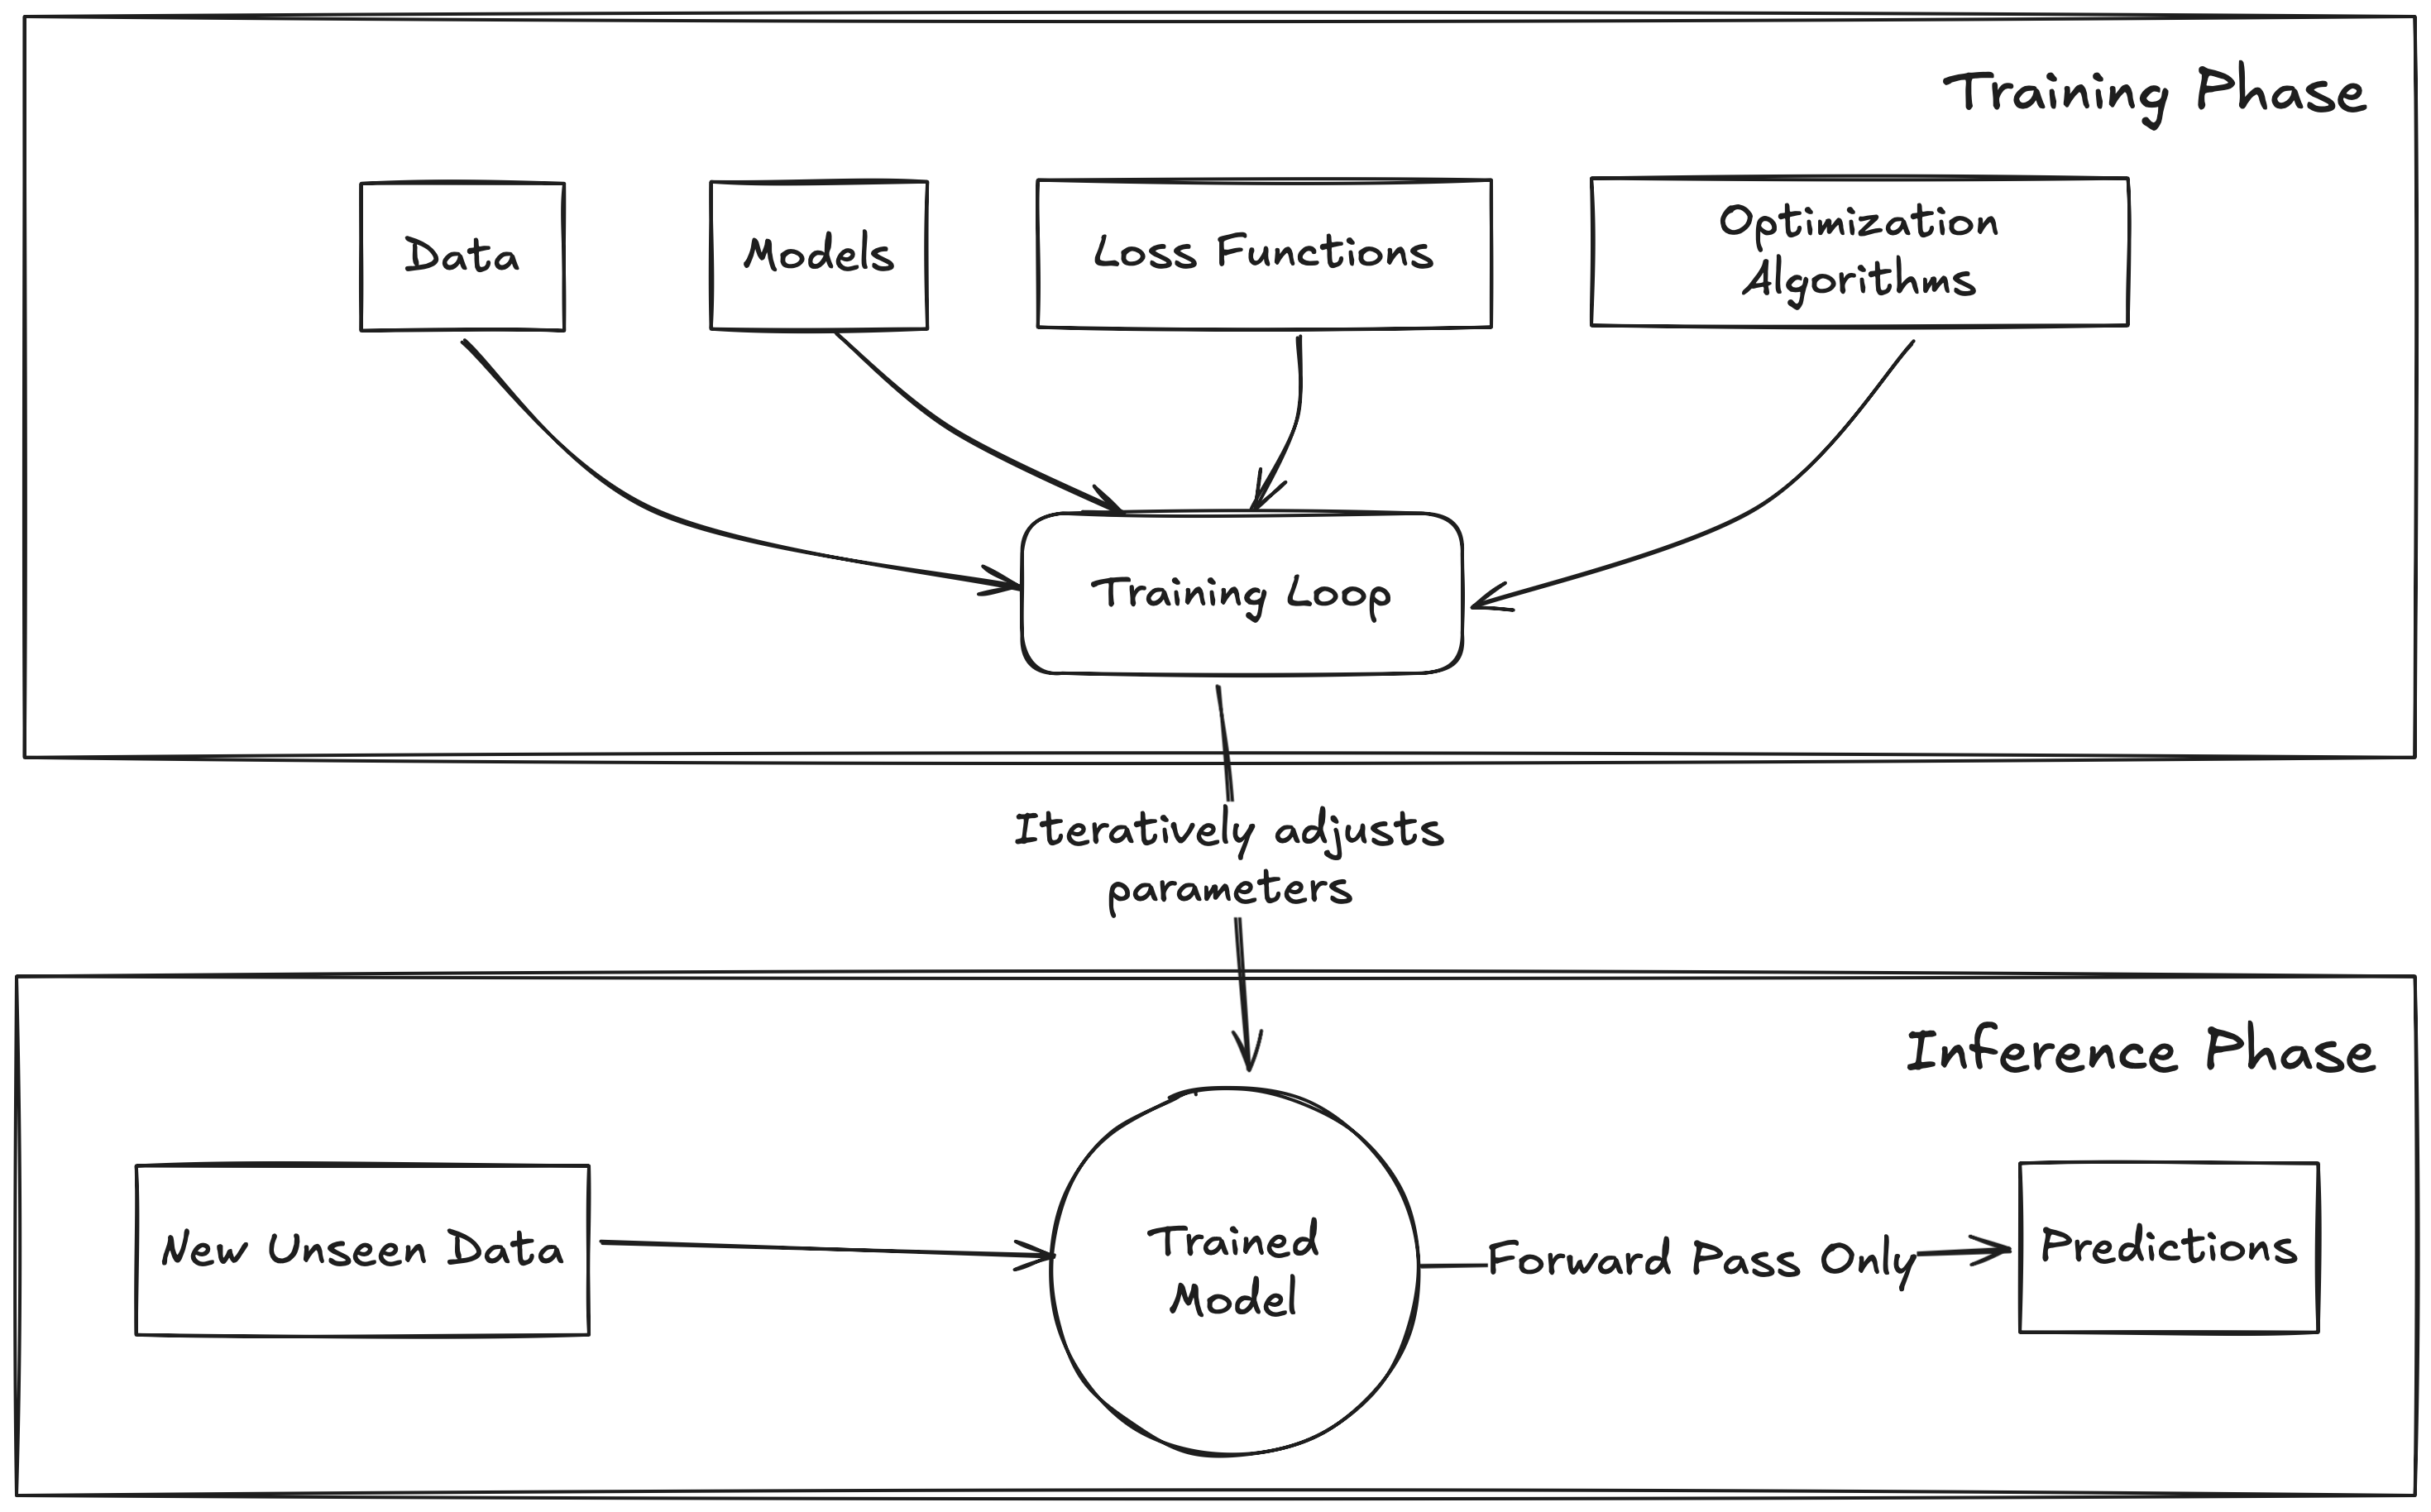 Training Phase
Data
Models
Loss Functions
Optimization
Algorithms
Training Loop
Iteratively adjusts
parameters
Inference Phase
New Unseen Data
Trained
Model
Forward Pass Only
Predictions